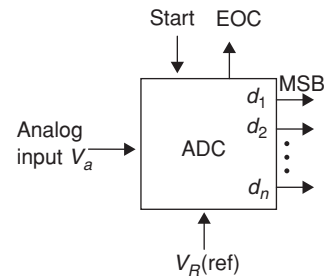 Start EOC
MSB
d1
d2
Analog
input Va
ADC
dn
VR(ref)